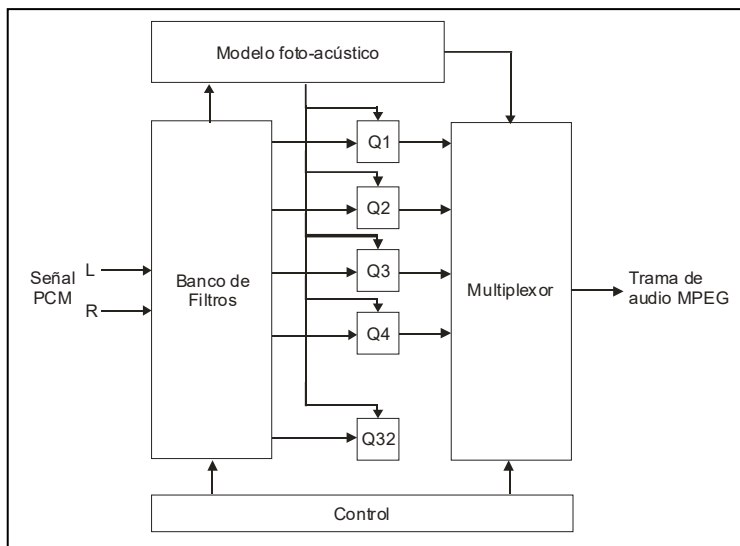 Modelo foto-acústico
Q1
Q2
Q3
Q4
Q32
Señal
PCM
L
R
Banco de
Filtros
Multiplexor
Trama de
audio MPEG
Control